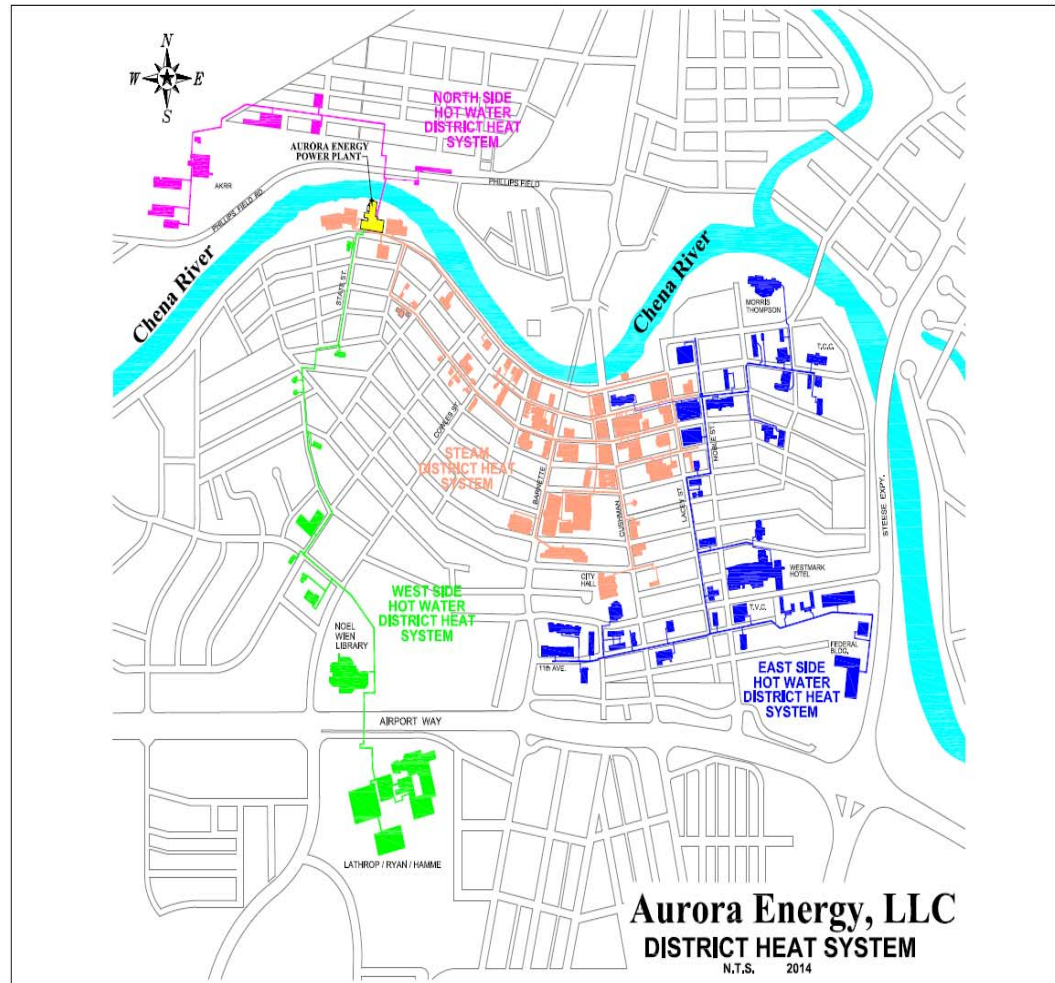 N
W E
S
NORTH SIDE
HOT WATER
DISTRICT HEAT
SYSTEM
AURORA ENERGY
POWER PLANT
AKRR
PHILLIPS FIELD RD.
PHILLIPS FIELD
Chena River
Chena River
STATA ST.
MORRIS
THOMPSON
T.C.C.
COWLES ST.
STEAM
DISTRICT HEAT
SYSTEM
BARNETTE
CUSHMAN
LACEY ST
NOBLE ST.
STEESE EXPY.
CITY
HALL
WESTMARK
HOTEL
WEST SIDE
HOT WATER
DISTRICT HEAT
SYSTEM
NOEL
WIEN
LIBRARY
T.V.C.
FEDERAL
BLDG.
11th AVE.
EAST SIDE
HOT WATER
DISTRICT HEAT
SYSTEM
AIRPORT WAY
LATHROP / RYAN / HAMME
Aurora Energy, LLC
DISTRICT HEAT SYSTEM
N.T.S. 2014